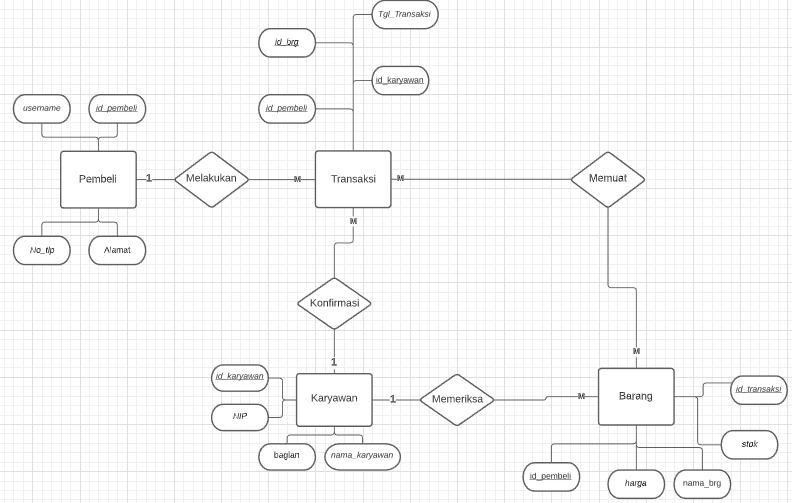 Tgl_Transaksi
id_brg
id_karyawan
id_pembeli
username
id_pembeli
Pembeli
1
Melakukan
M
Transaksi
M
Memuat
M
No_tlp
Alamat
Konfirmasi
1
M
id_karyawan
NIP
Karyawan
1
Memeriksa
M
Barang
id_transaksi
stok
bagian
nama_karyawan
id_pembeli
harga
nama_brg